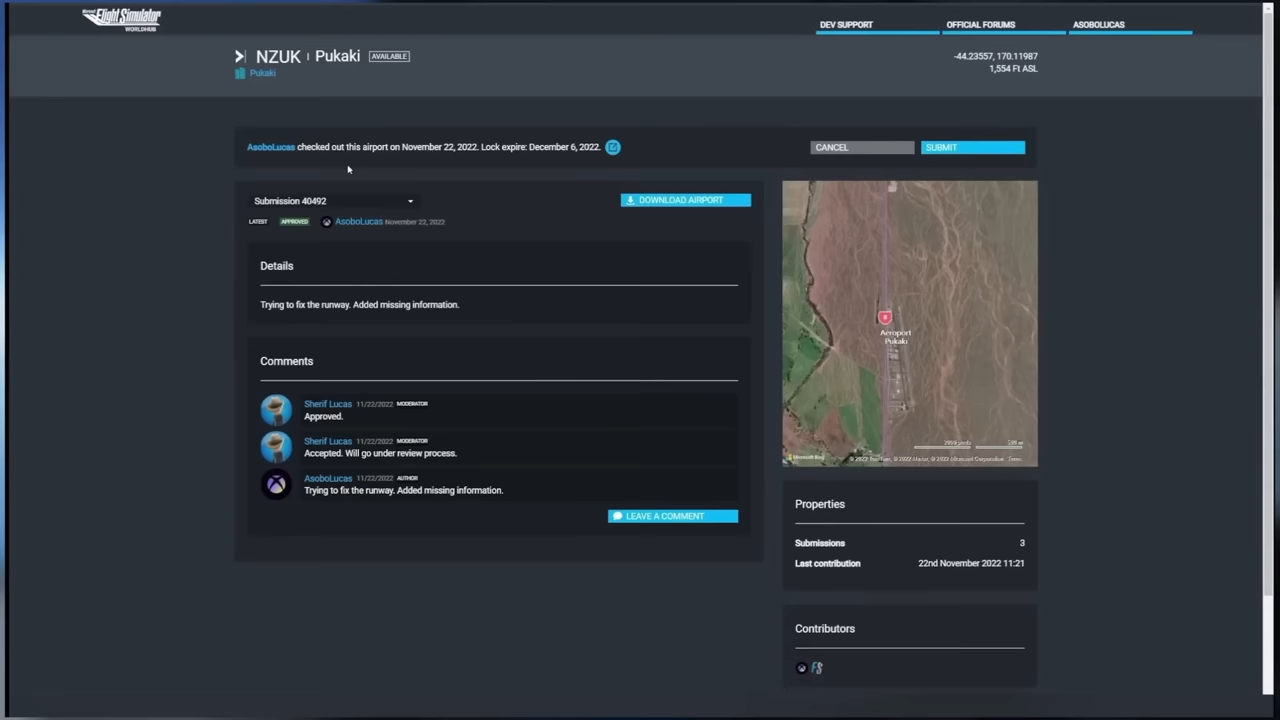 Microsoft
Flight Simulator
WORLDHUB
DEV SUPPORT
OFFICIAL FORUMS
ASOBOLUCAS
NZUK | Pukaki AVAILABLE
Pukaki
-44.23557, 170.11987
1,554 Ft ASL
AsoboLucas checked out this airport on November 22, 2022. Lock expire: December 6, 2022.
CANCEL
SUBMIT
Submission 40492
DOWNLOAD AIRPORT
LATEST APPROVED AsoboLucas November 22, 2022
Details
Trying to fix the runway. Added missing information.
Comments
Sherif Lucas 11/22/2022 MODERATOR
Approved.
Sherif Lucas 11/22/2022 MODERATOR
Accepted. Will go under review process.
AsoboLucas 11/22/2022 AUTHOR
Trying to fix the runway. Added missing information.
LEAVE A COMMENT
8
Aeroport
Pukaki
Microsoft Bing
Properties
Submissions 3
Last contribution 22nd November 2022 11:21
Contributors
FS